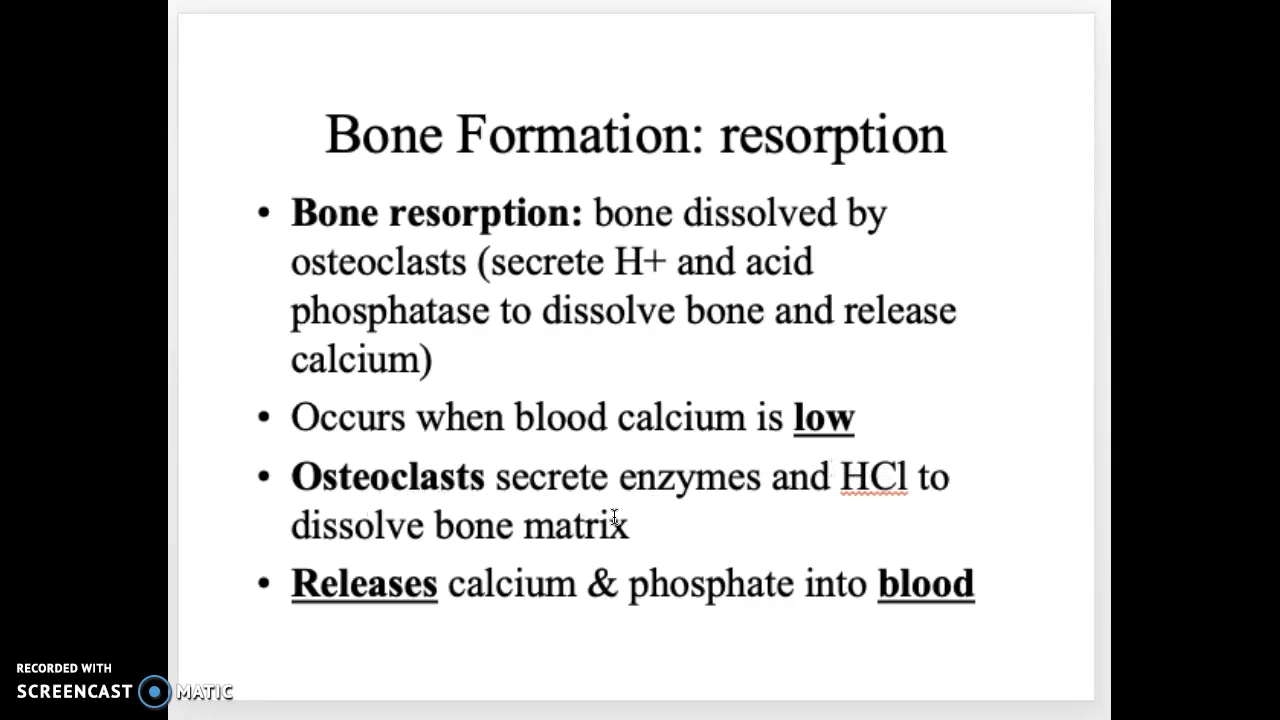 Bone Formation: resorption
• Bone resorption: bone dissolved by
osteoclasts (secrete H+ and acid
phosphatase to dissolve bone and release
calcium)
• Occurs when blood calcium is low
• Osteoclasts secrete enzymes and HCl to
dissolve bone matrix
• Releases calcium & phosphate into blood
RECORDED WITH
SCREENCAST MATIC